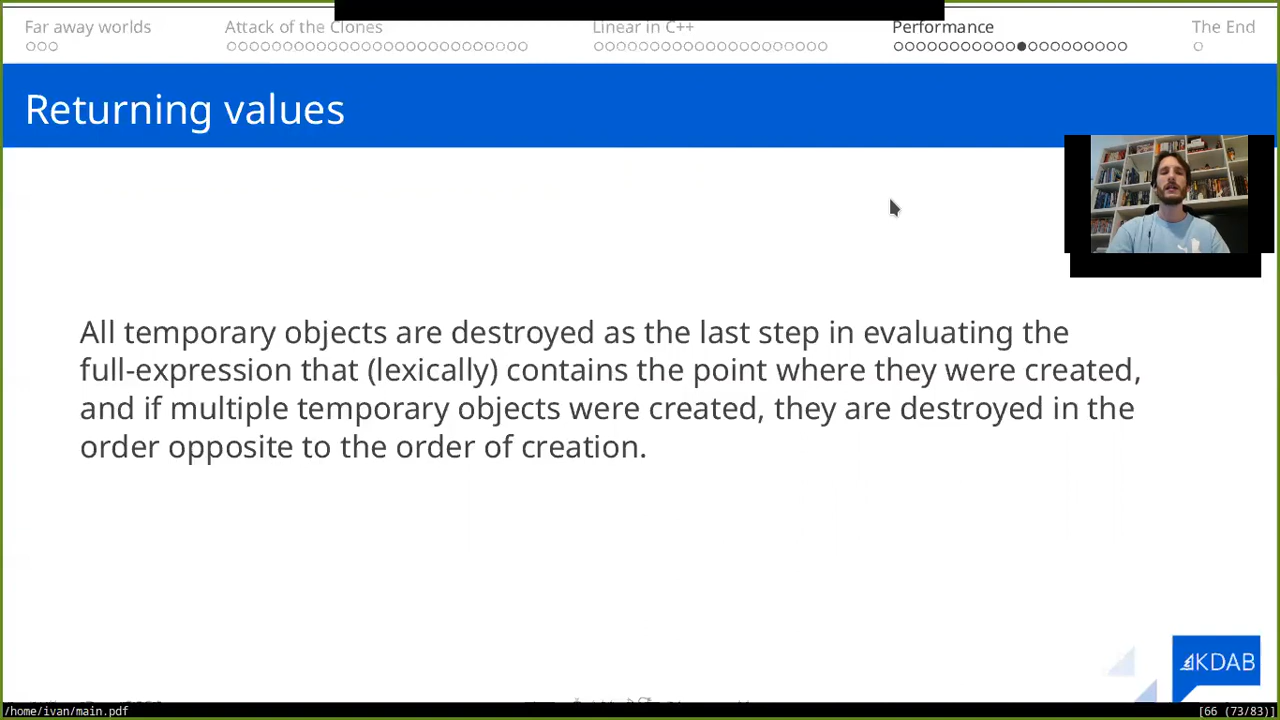 Far away worlds
Attack of the Clones
Linear in C++
Performance
The End
Returning values
All temporary objects are destroyed as the last step in evaluating the
full-expression that (lexically) contains the point where they were created,
and if multiple temporary objects were created, they are destroyed in the
order opposite to the order of creation.
KDAB
/home/ivan/main.pdf
[66 (73/83)]